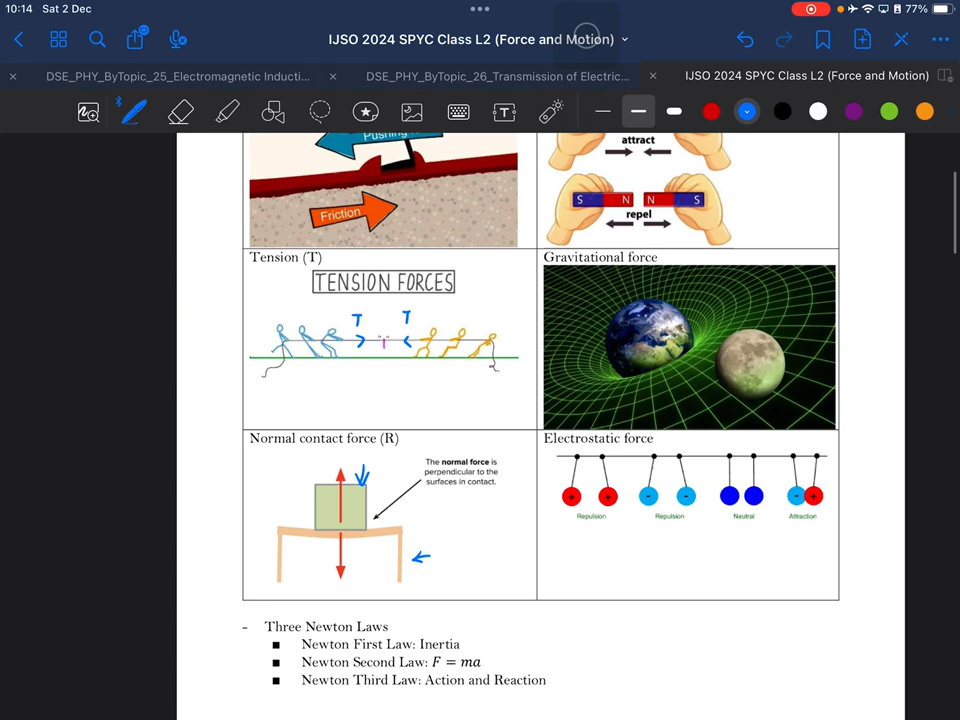 10:14 Sat 2 Dec
77%
IJSO 2024 SPYC Class L2 (Force and Motion)
DSE_PHY_ByTopic_25_Electromagnetic Inducti...
DSE_PHY_ByTopic_26_Transmission of Electric...
IJSO 2024 SPYC Class L2 (Force and Motion)
Pushing
Friction
attract
S N N S
repel
Tension (T)
TENSION FORCES
T T
Gravitational force
Normal contact force (R)
The normal force is
perpendicular to the
surfaces in contact.
Electrostatic force
+ + - - - +
Repulsion Repulsion Neutral Attraction
- Three Newton Laws
■ Newton First Law: Inertia
■ Newton Second Law: F = ma
■ Newton Third Law: Action and Reaction